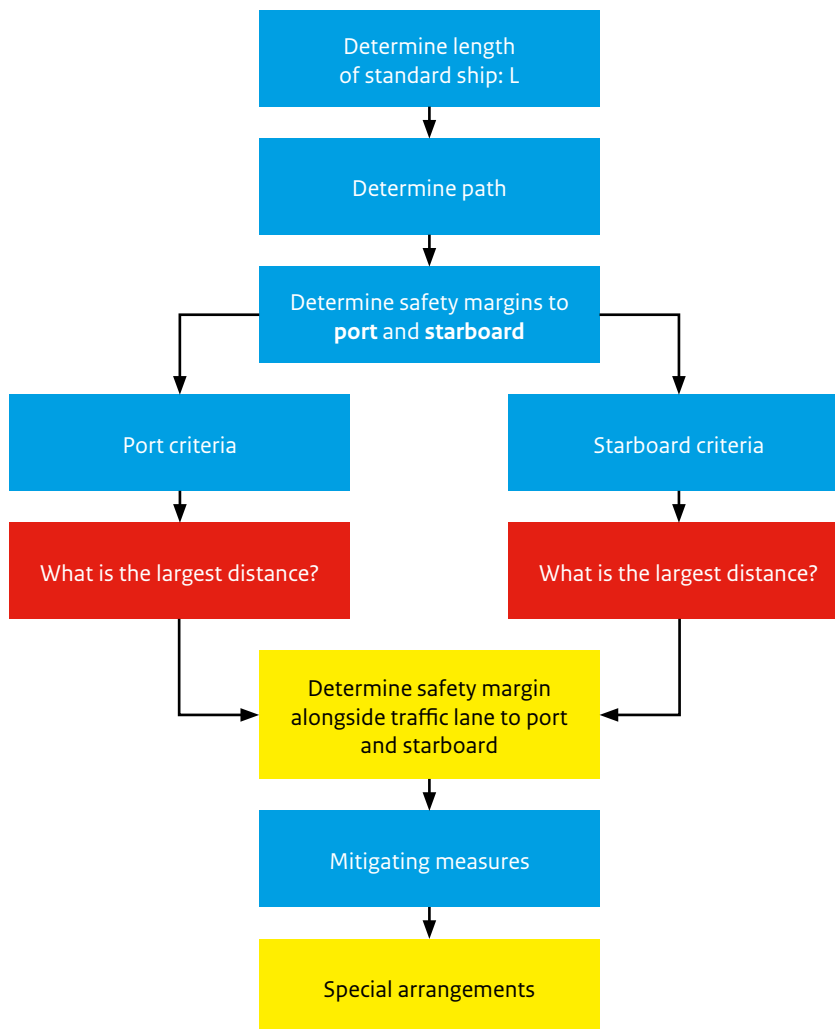 Determine length
of standard ship: L
Determine path
Determine safety margins to
port and starboard
Port criteria
Starboard criteria
What is the largest distance?
What is the largest distance?
Determine safety margin
alongside traffic lane to port
and starboard
Mitigating measures
Special arrangements